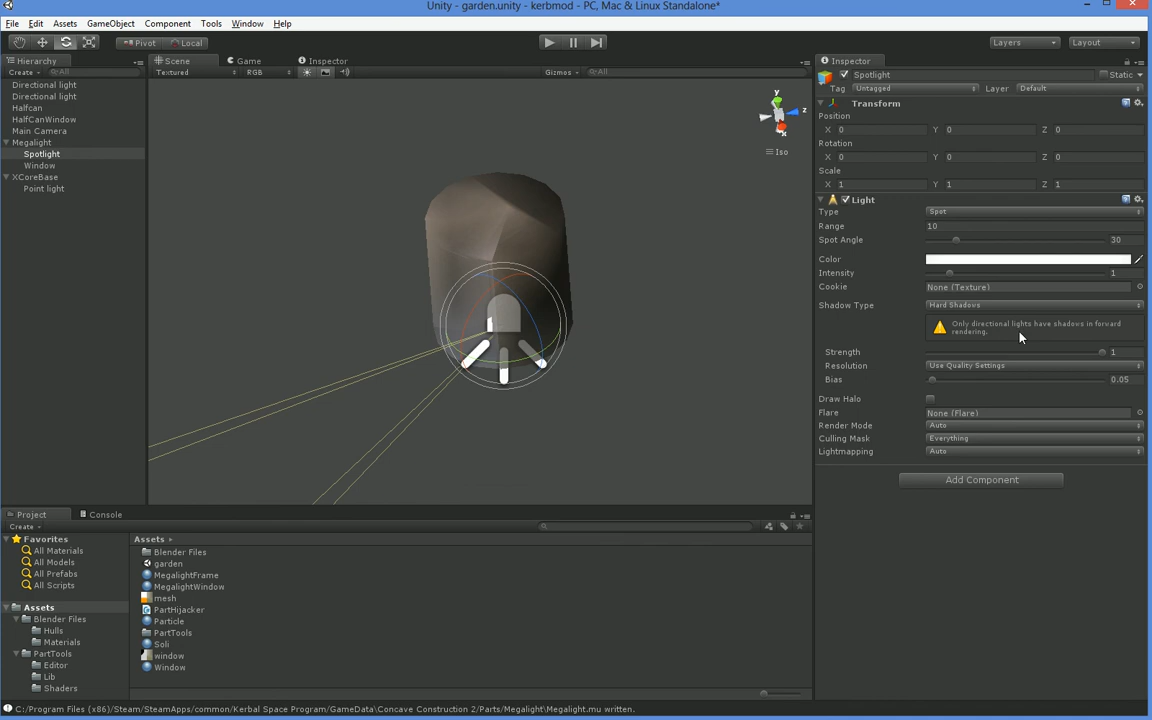 Unity - garden.unity - kerbmod - PC, Mac & Linux Standalone*
File Edit Assets GameObject Component Tools Window Help
Pivot Local Layers Layout
Hierarchy
Create All
Directional light
Directional light
Halfcan
HalfCanWindow
Main Camera
Megalight
Spotlight
Window
XCoreBase
Point light
Scene Game Inspector
Textured RGB Gizmos All
y
z
x
Iso
Inspector
Spotlight Static
Tag Untagged Layer Default
Transform
Position
X 0 Y 0 Z 0
Rotation
X 0 Y 0 Z 0
Scale
X 1 Y 1 Z 1
Light
Type Spot
Range 10
Spot Angle 30
Color
Intensity 1
Cookie None (Texture)
Shadow Type Hard Shadows
Only directional lights have shadows in forward
rendering.
Strength 1
Resolution Use Quality Settings
Bias 0.05
Draw Halo
Flare None (Flare)
Render Mode Auto
Culling Mask Everything
Lightmapping Auto
Add Component
Project Console
Create
Favorites
All Materials
All Models
All Prefabs
All Scripts
Assets
Blender Files
Hulls
Materials
PartTools
Editor
Lib
Shaders
Assets
Blender Files
garden
MegalightFrame
MegalightWindow
mesh
PartHijacker
Particle
PartTools
Soli
window
Window
C:/Program Files (x86)/Steam/SteamApps/common/Kerbal Space Program/GameData\Concave Construction 2/Parts/Megalight\Megalight.mu written.